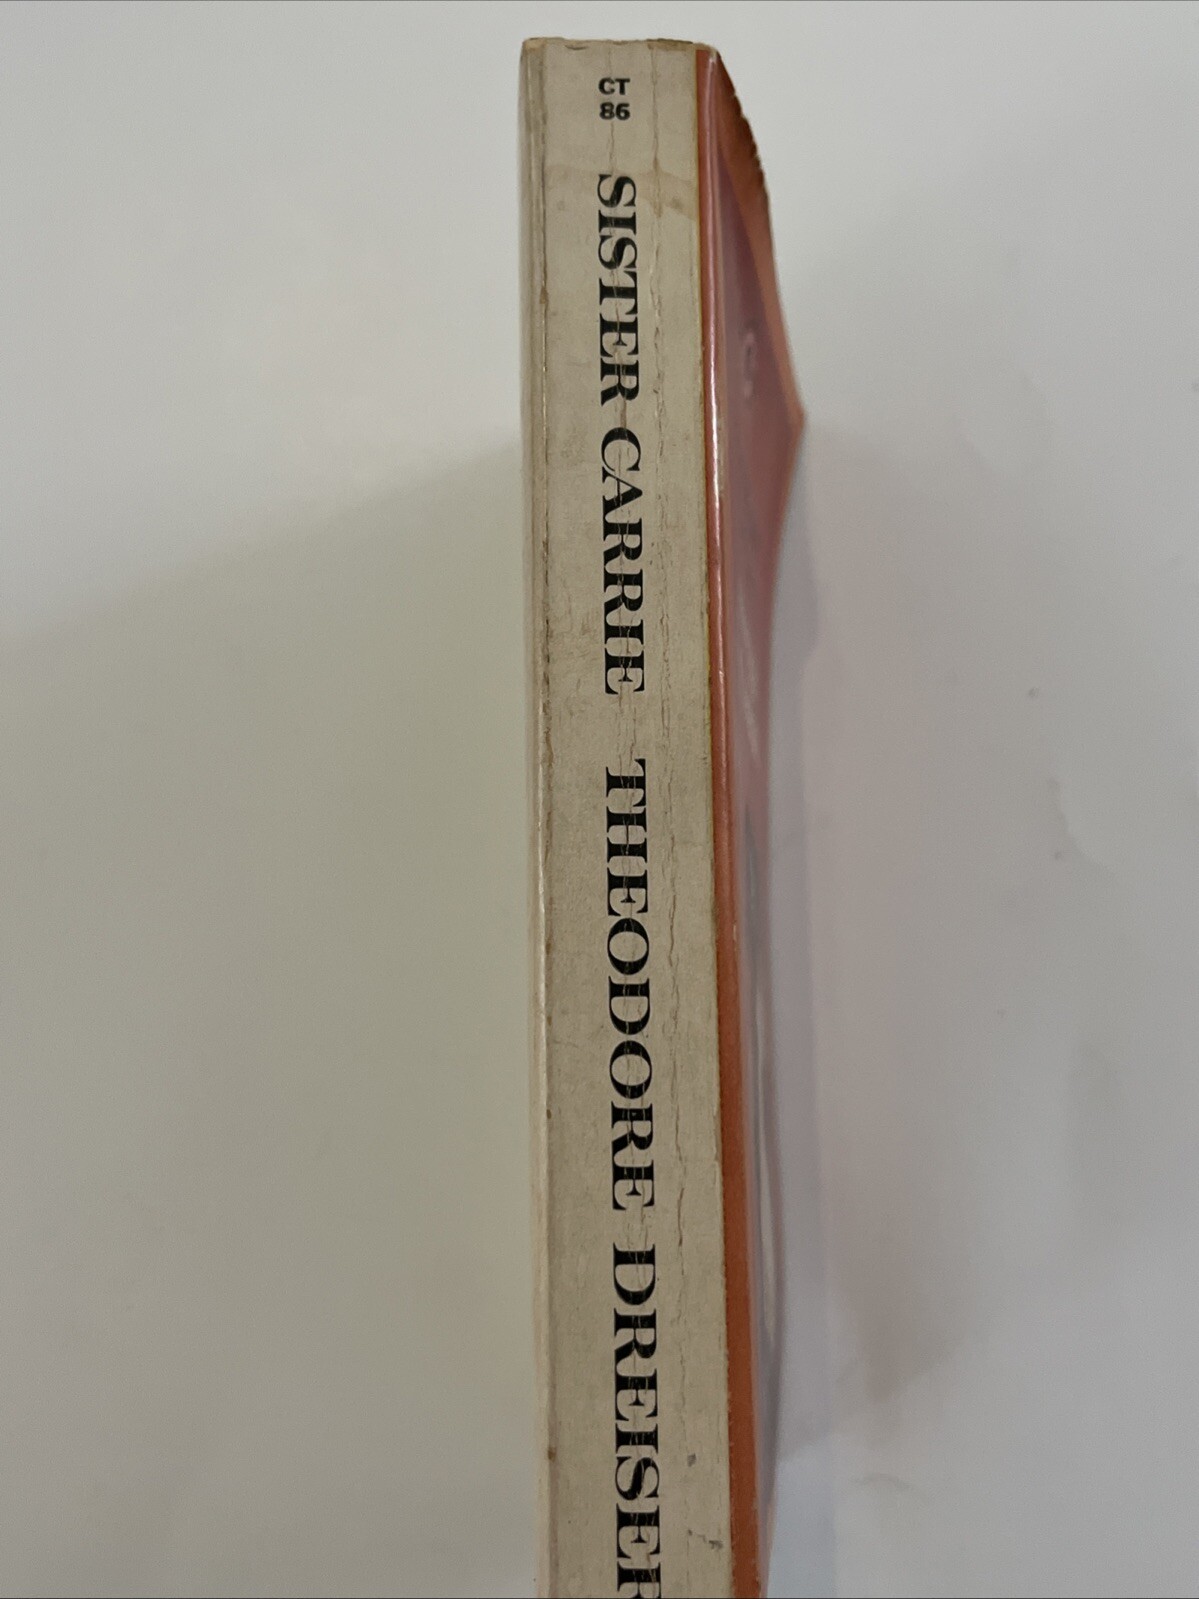 CT
86
SISTER CARRIE THEODORE DREISER